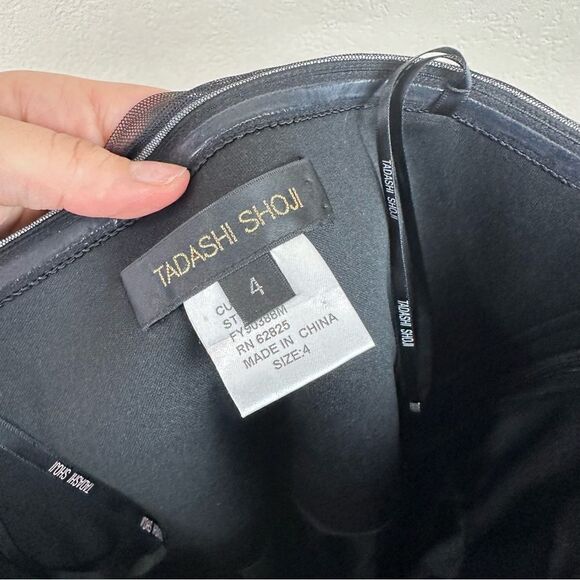 TADASHI SHOJI
4
CU
ST
FY9038BM
RN 62825
MADE IN CHINA
SIZE:4
TADASHI SHOJI
TADASHI SHOJI
TADASHI SHOJI